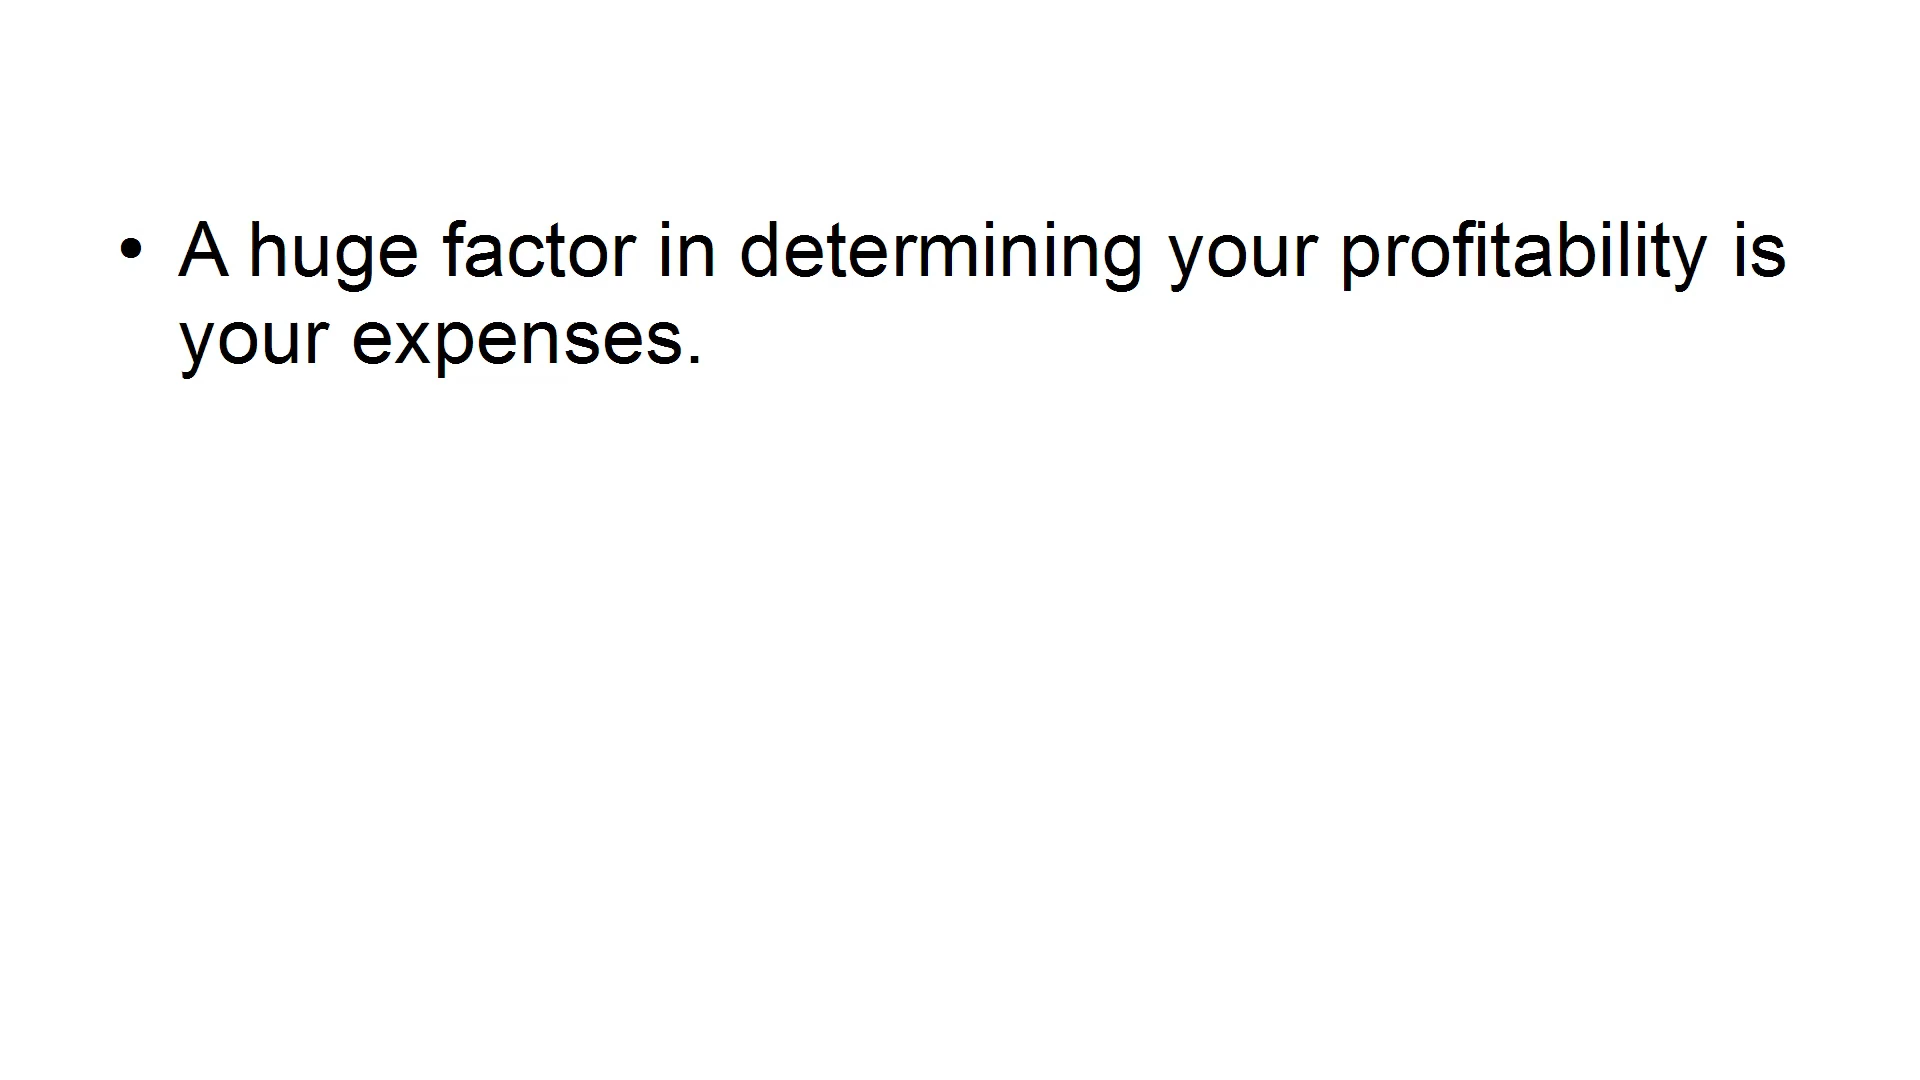 • A huge factor in determining your profitability is
your expenses.